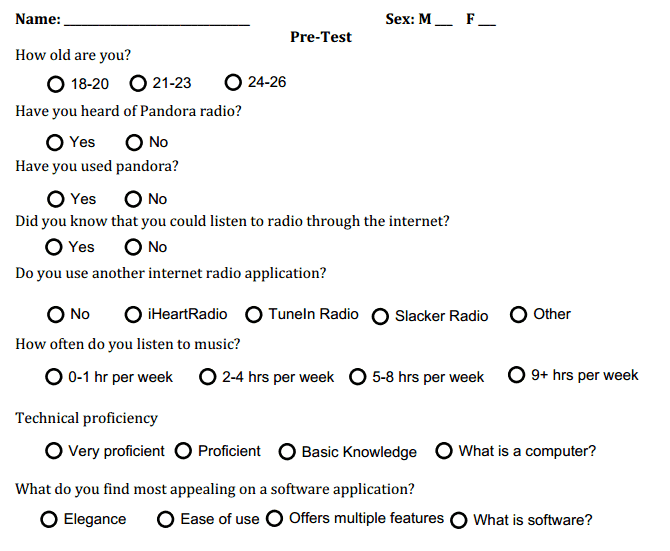 Name: ____________________________ Sex: M __ F __
Pre-Test
How old are you?
18-20 21-23 24-26
Have you heard of Pandora radio?
Yes No
Have you used pandora?
Yes No
Did you know that you could listen to radio through the internet?
Yes No
Do you use another internet radio application?
No iHeartRadio TuneIn Radio Slacker Radio Other
How often do you listen to music?
0-1 hr per week 2-4 hrs per week 5-8 hrs per week 9+ hrs per week
Technical proficiency
Very proficient Proficient Basic Knowledge What is a computer?
What do you find most appealing on a software application?
Elegance Ease of use Offers multiple features What is software?